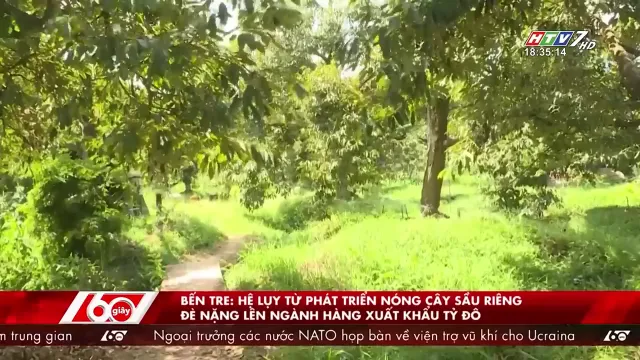 HTV7 HD
18:35:14
60 giây
BẾN TRE: HỆ LỤY TỪ PHÁT TRIỂN NÓNG CÂY SẦU RIÊNG
ĐÈ NẶNG LÊN NGÀNH HÀNG XUẤT KHẨU TỶ ĐÔ
m trung gian
Ngoại trưởng các nước NATO họp bàn về viện trợ vũ khí cho Ucraina